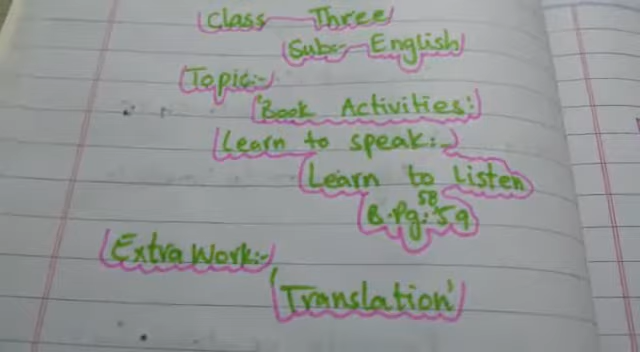 Class Three
Sub:- English
Topic:-
'Book Activities:
Learn to speak:-
Learn to Listen
58
B.Pg:-59
Extra Work:-
'Translation'